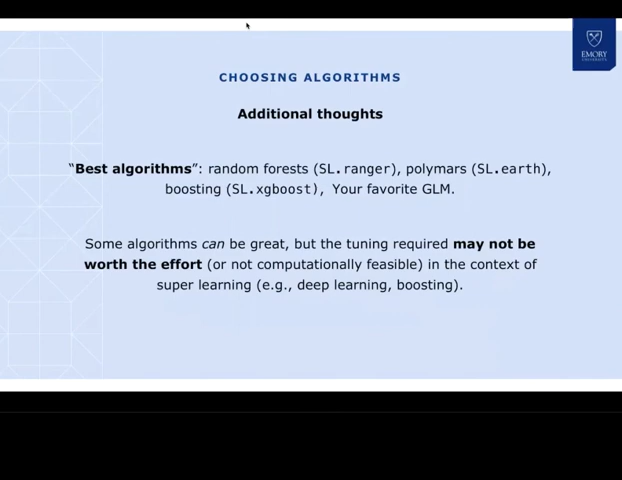 EMORY
UNIVERSITY
CHOOSING ALGORITHMS
Additional thoughts
“Best algorithms”: random forests (SL.ranger), polymars (SL.earth),
boosting (SL.xgboost), Your favorite GLM.
Some algorithms can be great, but the tuning required may not be
worth the effort (or not computationally feasible) in the context of
super learning (e.g., deep learning, boosting).